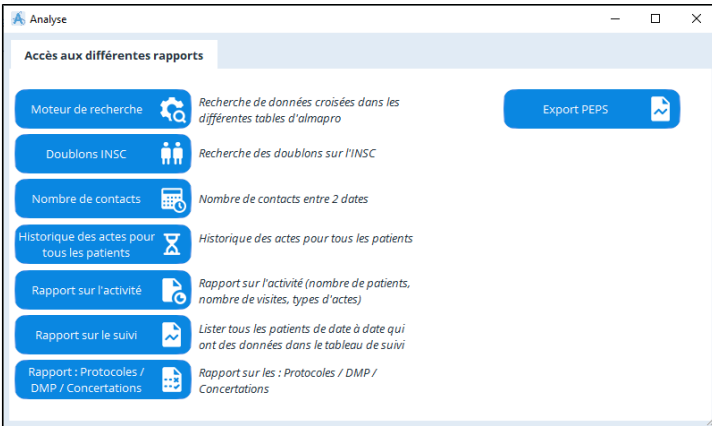 Analyse
Accès aux différentes rapports
Moteur de recherche
Recherche de données croisées dans les
différentes tables d'almapro
Export PEPS
Doublons INSC
Recherche des doublons sur l'INSC
Nombre de contacts
Nombre de contacts entre 2 dates
Historique des actes pour
tous les patients
Historique des actes pour tous les patients
Rapport sur l'activité
Rapport sur l'activité (nombre de patients,
nombre de visites, types d'actes)
Rapport sur le suivi
Lister tous les patients de date à date qui
ont des données dans le tableau de suivi
Rapport : Protocoles /
DMP / Concertations
Rapport sur les : Protocoles / DMP /
Concertations